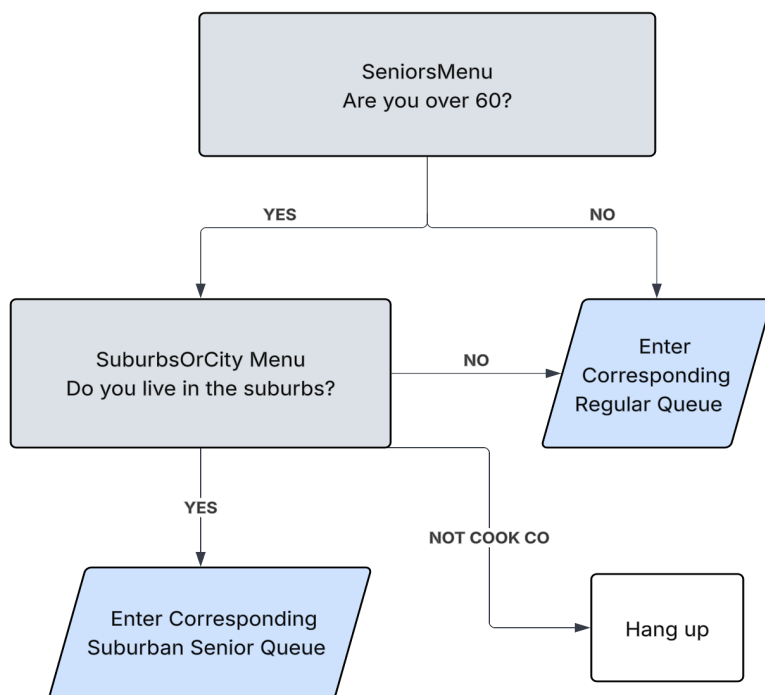 SeniorsMenu
Are you over 60?
YES
NO
SuburbsOrCity Menu
Do you live in the suburbs?
NO
Enter
Corresponding
Regular Queue
YES
NOT COOK CO
Enter Corresponding
Suburban Senior Queue
Hang up